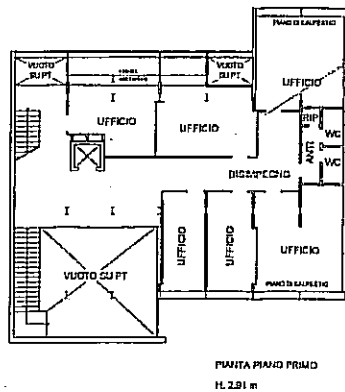 PIANO DI CALPESTIO
VUOTO
SU PT
VUOTO
SU PT
UFFICIO
UFFICIO
UFFICIO
RIP
WC
ANTI
WC
DISIMPEGNO
UFFICIO
UFFICIO
UFFICIO
VUOTO SU PT
PIANO DI CALPESTIO
PIANTA PIANO PRIMO
H. 2.91 m